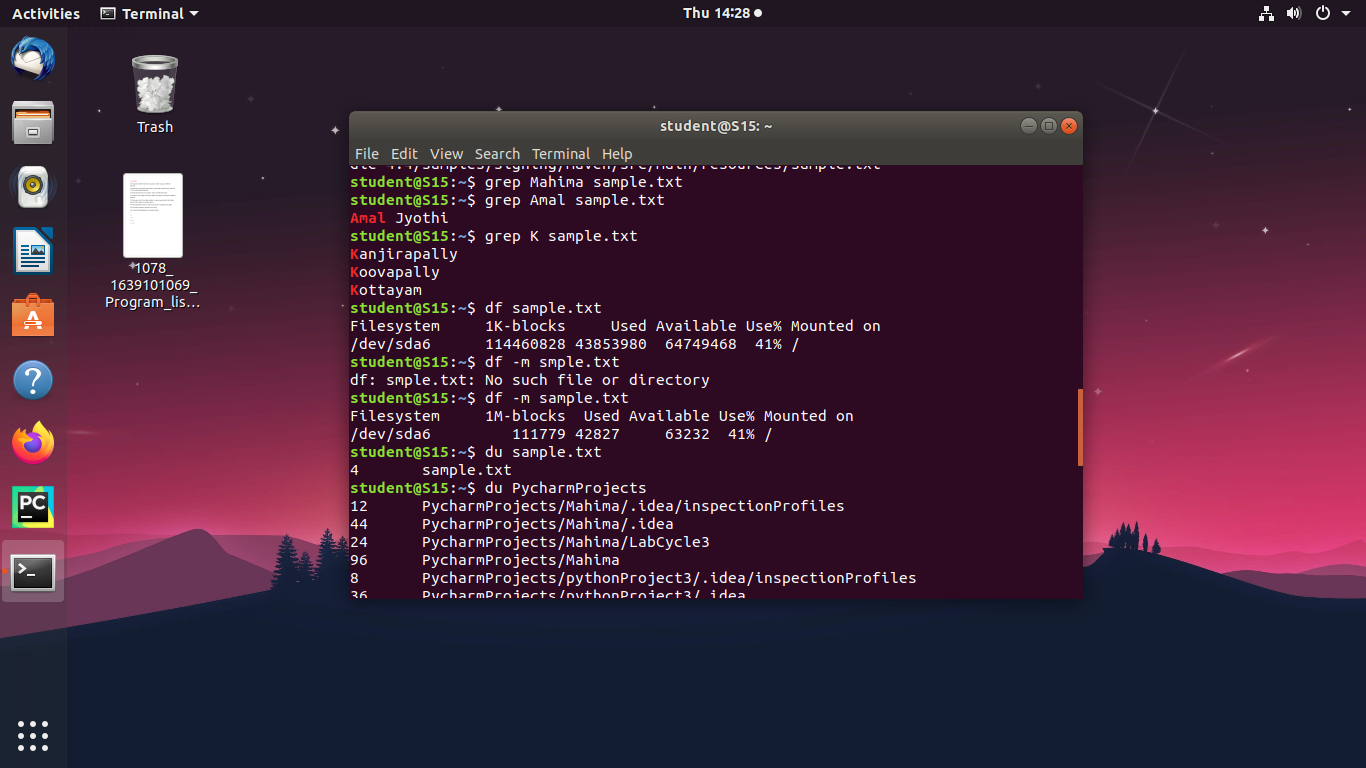 Activities Terminal Thu 14:28
Trash
1078_
1639101069_
Program_lis...
student@S15: ~
File Edit View Search Terminal Help
student@S15:~$ grep Mahima sample.txt
student@S15:~$ grep Amal sample.txt
Amal Jyothi
student@S15:~$ grep K sample.txt
Kanjirapally
Koovapally
Kottayam
student@S15:~$ df sample.txt
Filesystem     1K-blocks     Used Available Use% Mounted on
/dev/sda6      114460828 43853980  64749468  41% /
student@S15:~$ df -m smple.txt
df: smple.txt: No such file or directory
student@S15:~$ df -m sample.txt
Filesystem     1M-blocks  Used Available Use% Mounted on
/dev/sda6         111779 42827     63232  41% /
student@S15:~$ du sample.txt
4       sample.txt
student@S15:~$ du PycharmProjects
12      PycharmProjects/Mahima/.idea/inspectionProfiles
44      PycharmProjects/Mahima/.idea
24      PycharmProjects/Mahima/LabCycle3
96      PycharmProjects/Mahima
8       PycharmProjects/pythonProject3/.idea/inspectionProfiles
36      PycharmProjects/pythonProject3/.idea
PC